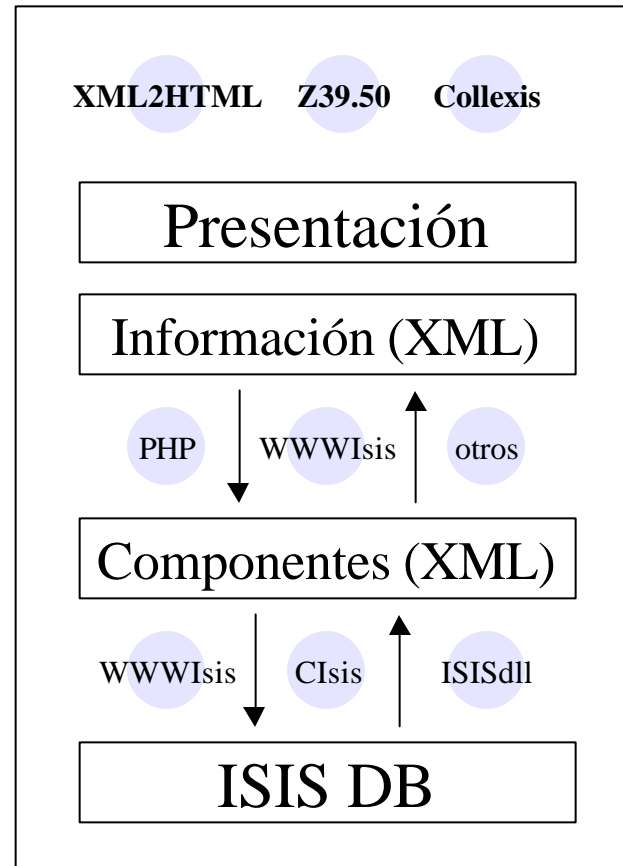 XML2HTML Z39.50 Collexis
Presentación
Información (XML)
PHP WWWIsis otros
Componentes (XML)
WWWIsis CIsis ISISdll
ISIS DB